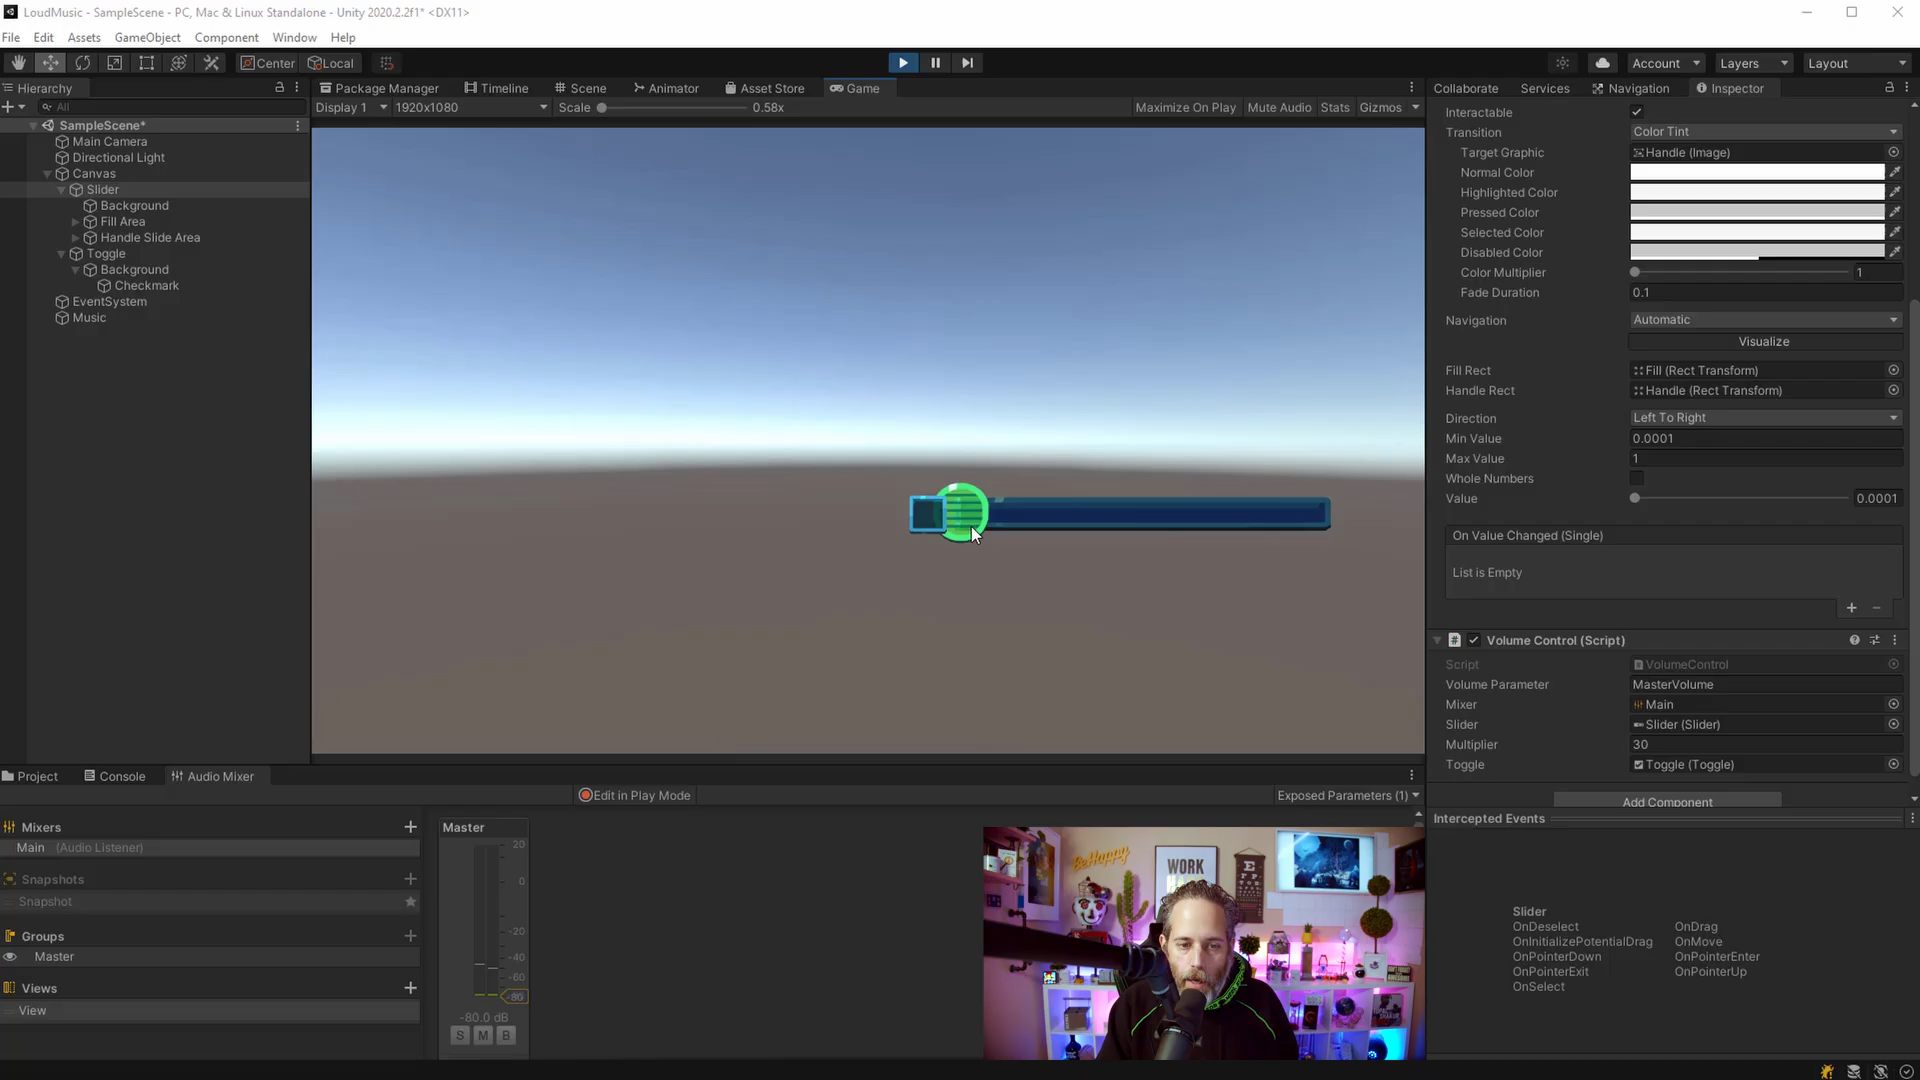 LoudMusic - SampleScene - PC, Mac & Linux Standalone - Unity 2020.2.2f1* <DX11>
File Edit Assets GameObject Component Window Help
Center Local
Account Layers Layout
Hierarchy
All
SampleScene*
Main Camera
Directional Light
Canvas
Slider
Background
Fill Area
Handle Slide Area
Toggle
Background
Checkmark
EventSystem
Music
Package Manager Timeline Scene Animator Asset Store Game
Display 1 1920x1080 Scale 0.58x Maximize On Play Mute Audio Stats Gizmos
Collaborate Services Navigation Inspector
Interactable
Transition Color Tint
Target Graphic Handle (Image)
Normal Color
Highlighted Color
Pressed Color
Selected Color
Disabled Color
Color Multiplier 1
Fade Duration 0.1
Navigation Automatic
Visualize
Fill Rect Fill (Rect Transform)
Handle Rect Handle (Rect Transform)
Direction Left To Right
Min Value 0.0001
Max Value 1
Whole Numbers
Value 0.0001
On Value Changed (Single)
List is Empty
Volume Control (Script)
Script VolumeControl
Volume Parameter MasterVolume
Mixer Main
Slider Slider (Slider)
Multiplier 30
Toggle Toggle (Toggle)
Add Component
Intercepted Events
Slider
OnDeselect OnDrag
OnInitializePotentialDrag OnMove
OnPointerDown OnPointerEnter
OnPointerExit OnPointerUp
OnSelect
Project Console Audio Mixer
Edit in Play Mode Exposed Parameters (1)
Mixers
Main (Audio Listener)
Snapshots
Snapshot
Groups
Master
Views
View
Master
20
0
-20
-40
-60
-80
-80.0 dB
S M B
Be Happy
WORK